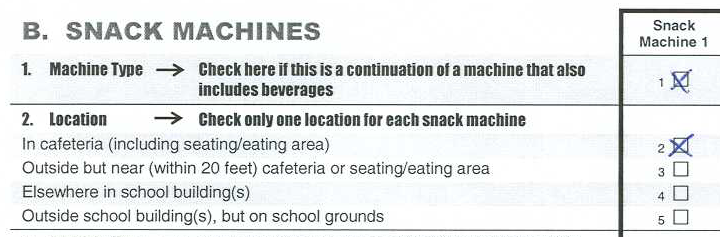 B. SNACK MACHINES
Snack
Machine 1
1. Machine Type → Check here if this is a continuation of a machine that also
includes beverages
1 ☒
2. Location → Check only one location for each snack machine
In cafeteria (including seating/eating area) 2 ☒
Outside but near (within 20 feet) cafeteria or seating/eating area 3 ☐
Elsewhere in school building(s) 4 ☐
Outside school building(s), but on school grounds 5 ☐